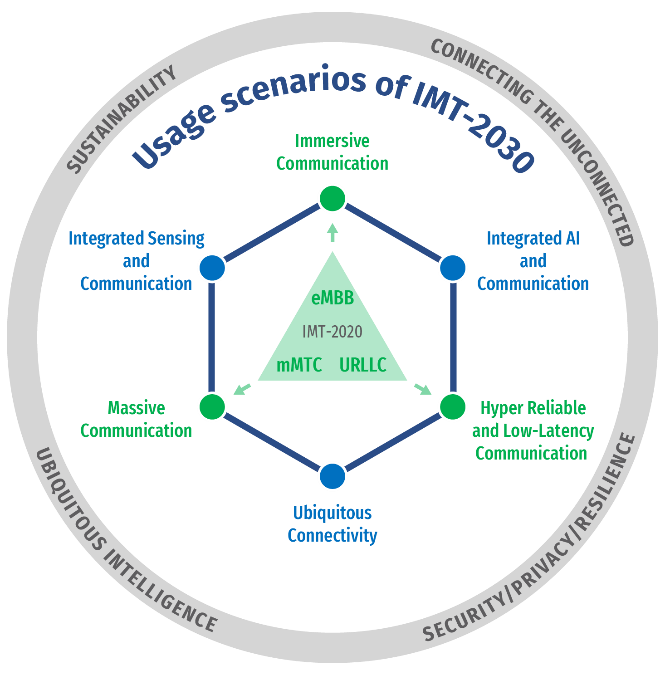 SUSTAINABILITY
CONNECTING THE UNCONNECTED
Usage scenarios of IMT-2030
Immersive
Communication
Integrated Sensing
and
Communication
Integrated AI
and
Communication
eMBB
IMT-2020
mMTC URLLC
Massive
Communication
Hyper Reliable
and Low-Latency
Communication
Ubiquitous
Connectivity
UBIQUITOUS INTELLIGENCE
SECURITY/PRIVACY/RESILIENCE